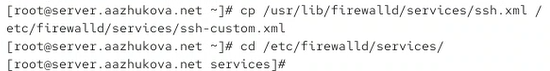 [root@server.aazhukova.net ~]# cp /usr/lib/firewalld/services/ssh.xml /
etc/firewalld/services/ssh-custom.xml
[root@server.aazhukova.net ~]# cd /etc/firewalld/services/
[root@server.aazhukova.net services]#